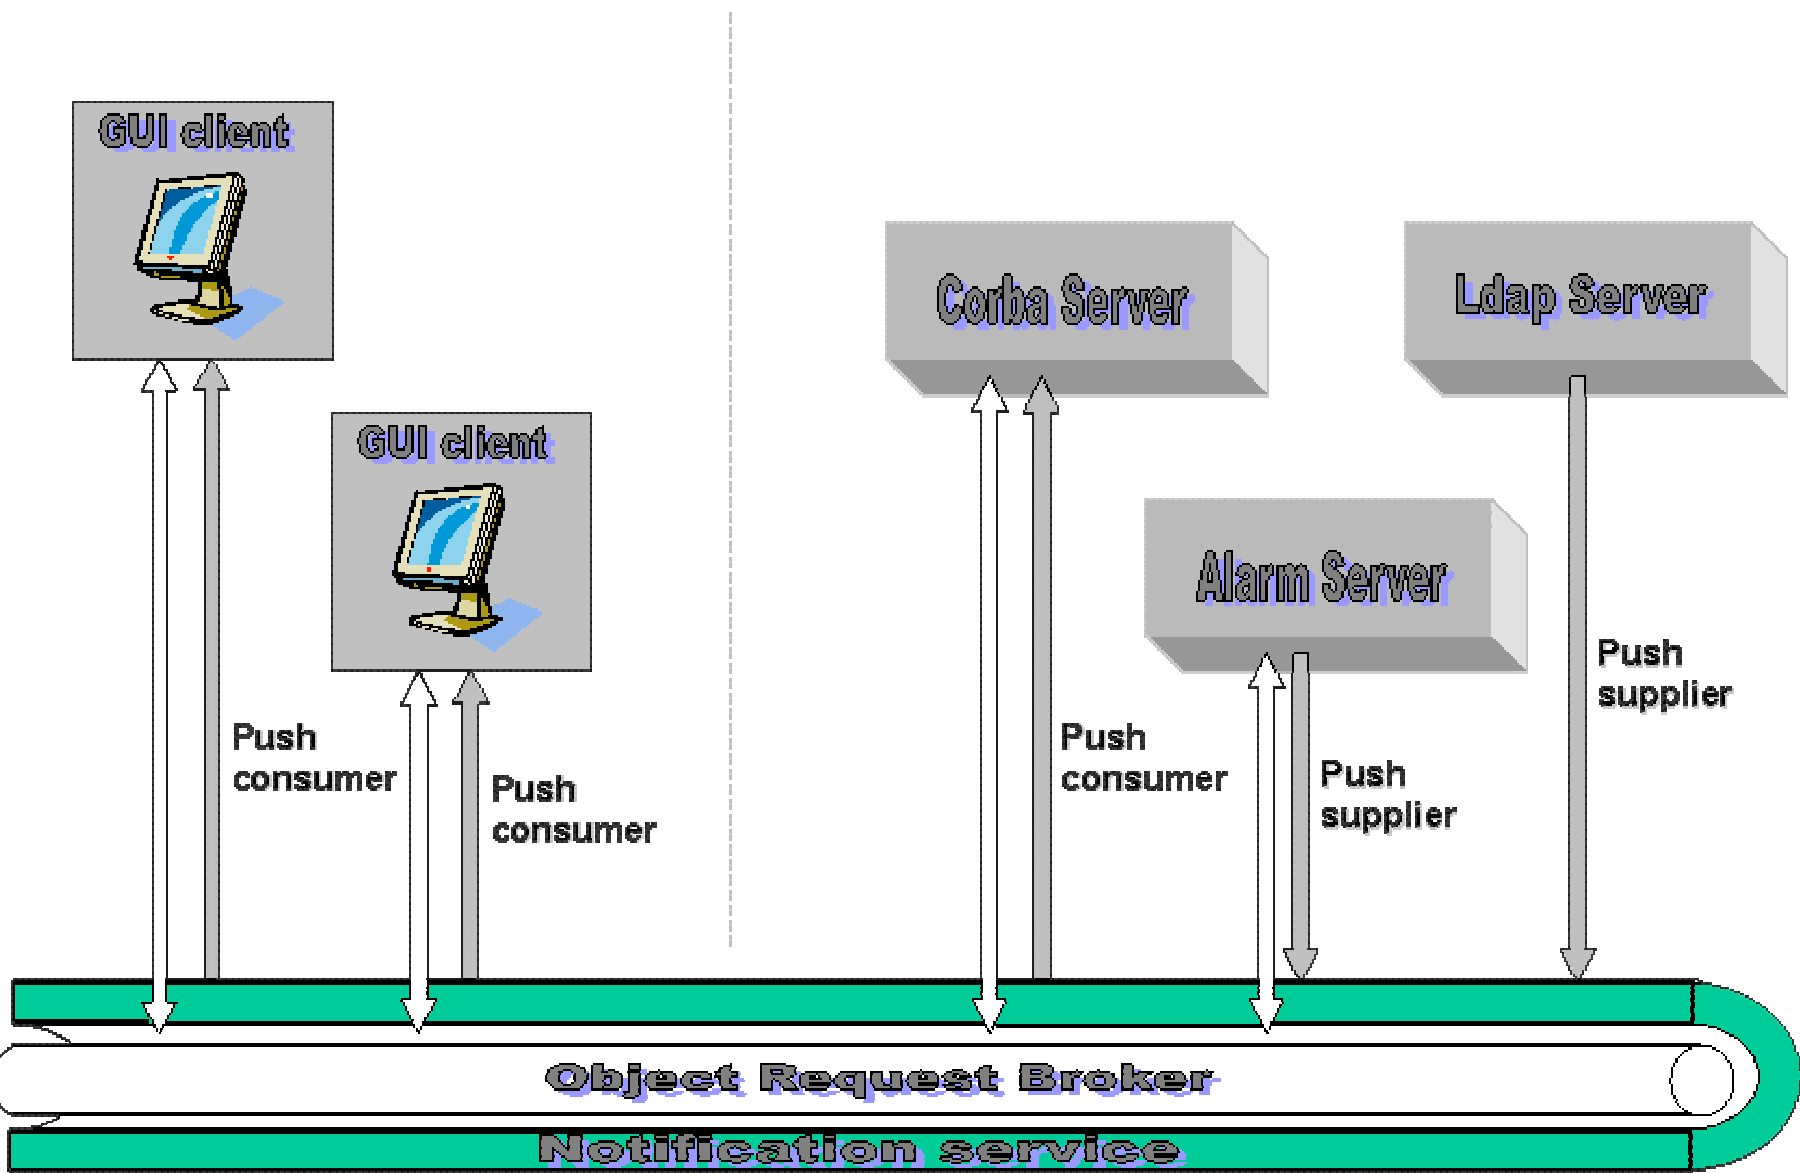 GUI client
GUI client
Corba Server
Ldap Server
Alarm Server
Push
consumer
Push
consumer
Push
consumer
Push
supplier
Push
supplier
Object Request Broker
Notification service